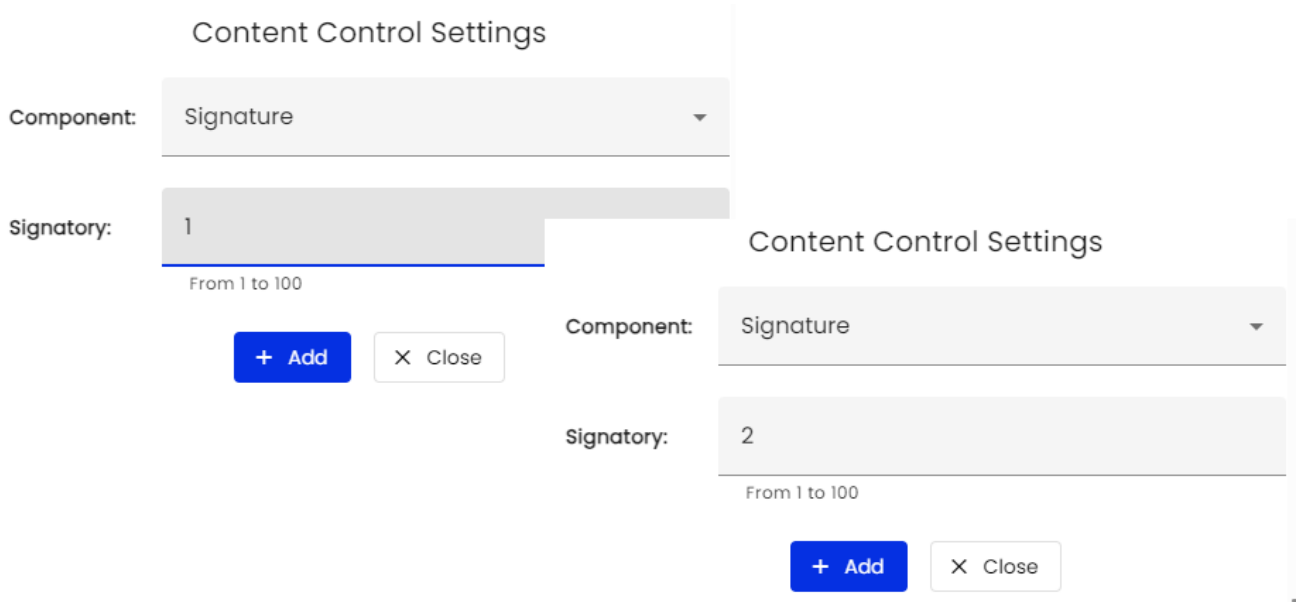 Content Control Settings
Component: Signature
Signatory: 1
From 1 to 100
+ Add × Close
Content Control Settings
Component: Signature
Signatory: 2
From 1 to 100
+ Add × Close